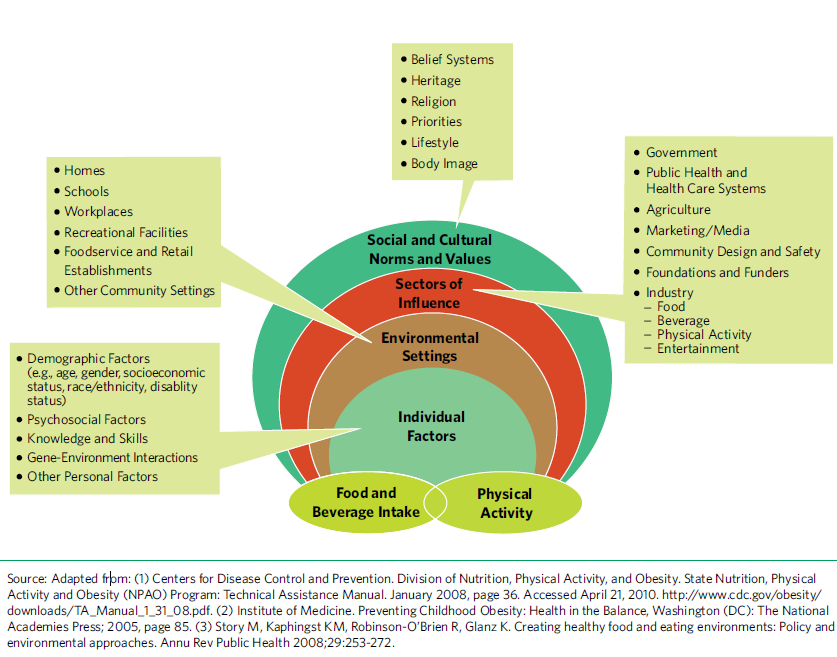 • Belief Systems
• Heritage
• Religion
• Priorities
• Lifestyle
• Body Image
• Homes
• Schools
• Workplaces
• Recreational Facilities
• Foodservice and Retail
Establishments
• Other Community Settings
• Government
• Public Health and
Health Care Systems
• Agriculture
• Marketing/Media
• Community Design and Safety
• Foundations and Funders
• Industry
– Food
– Beverage
– Physical Activity
– Entertainment
• Demographic Factors
(e.g., age, gender, socioeconomic
status, race/ethnicity, disablity
status)
• Psychosocial Factors
• Knowledge and Skills
• Gene-Environment Interactions
• Other Personal Factors
Social and Cultural
Norms and Values
Sectors of
Influence
Environmental
Settings
Individual
Factors
Food and
Beverage Intake
Physical
Activity
Source: Adapted from: (1) Centers for Disease Control and Prevention. Division of Nutrition, Physical Activity, and Obesity. State Nutrition, Physical
Activity and Obesity (NPAO) Program: Technical Assistance Manual. January 2008, page 36. Accessed April 21, 2010. http://www.cdc.gov/obesity/
downloads/TA_Manual_1_31_08.pdf. (2) Institute of Medicine. Preventing Childhood Obesity: Health in the Balance, Washington (DC): The National
Academies Press; 2005, page 85. (3) Story M, Kaphingst KM, Robinson-O’Brien R, Glanz K. Creating healthy food and eating environments: Policy and
environmental approaches. Annu Rev Public Health 2008;29:253-272.